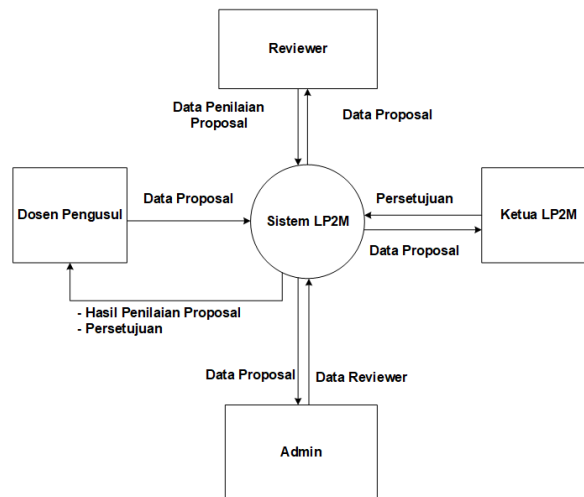 Reviewer
Data Penilaian
Proposal
Data Proposal
Dosen Pengusul
Data Proposal
Sistem LP2M
Persetujuan
Data Proposal
Ketua LP2M
- Hasil Penilaian Proposal
- Persetujuan
Data Proposal
Data Reviewer
Admin